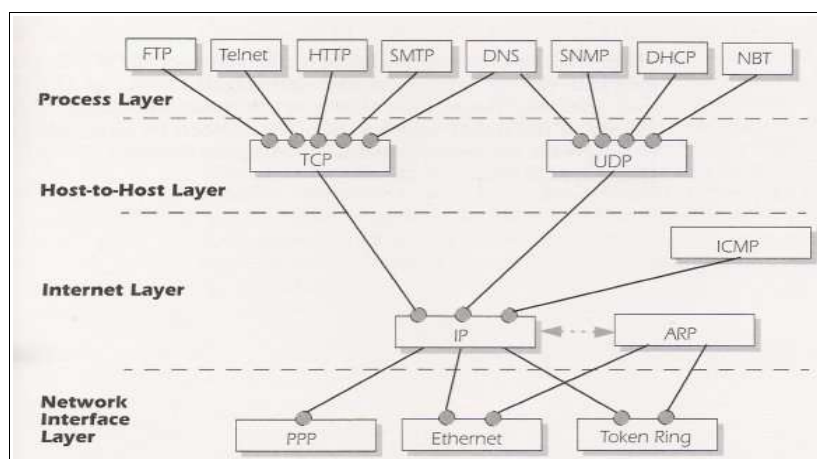 FTP Telnet HTTP SMTP DNS SNMP DHCP NBT
Process Layer
TCP UDP
Host-to-Host Layer
ICMP
Internet Layer
IP ARP
Network
Interface
Layer
PPP Ethernet Token Ring